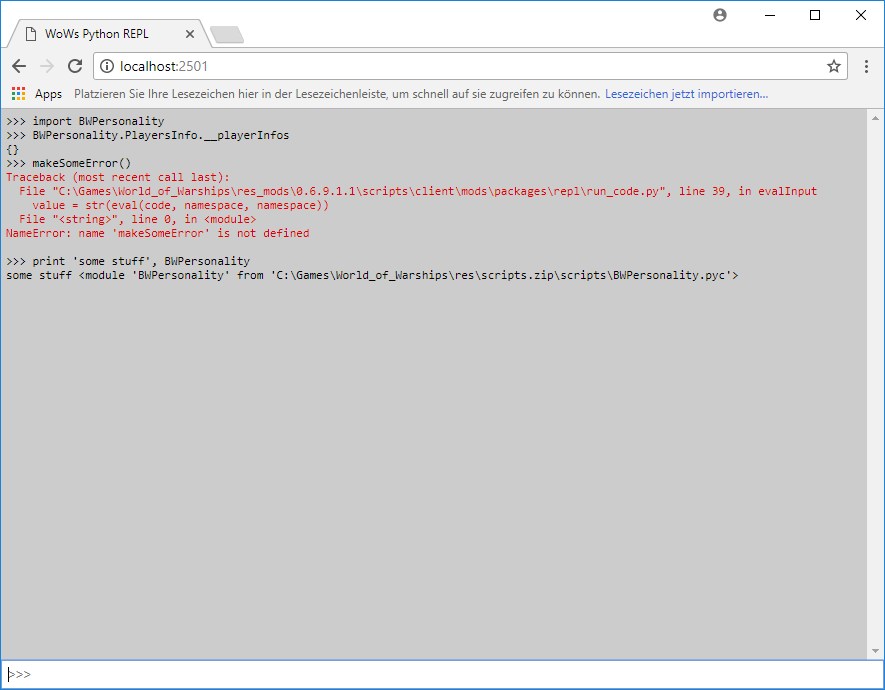 WoWs Python REPL
localhost:2501
Apps Platzieren Sie Ihre Lesezeichen hier in der Lesezeichenleiste, um schnell auf sie zugreifen zu können. Lesezeichen jetzt importieren...
>>> import BWPersonality
>>> BWPersonality.PlayersInfo.__playerInfos
{}
>>> makeSomeError()
Traceback (most recent call last):
  File "C:\Games\World_of_Warships\res_mods\0.6.9.1.1\scripts\client\mods\packages\repl\run_code.py", line 39, in evalInput
    value = str(eval(code, namespace, namespace))
  File "<string>", line 0, in <module>
NameError: name 'makeSomeError' is not defined
>>> print 'some stuff', BWPersonality
some stuff <module 'BWPersonality' from 'C:\Games\World_of_Warships\res\scripts.zip\scripts\BWPersonality.pyc'>
>>>